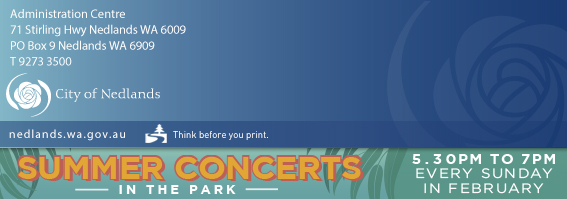 Administration Centre
71 Stirling Hwy Nedlands WA 6009
PO Box 9 Nedlands WA 6909
T 9273 3500
City of Nedlands
nedlands.wa.gov.au
Think before you print.
SUMMER CONCERTS
IN THE PARK
5.30PM TO 7PM
EVERY SUNDAY
IN FEBRUARY